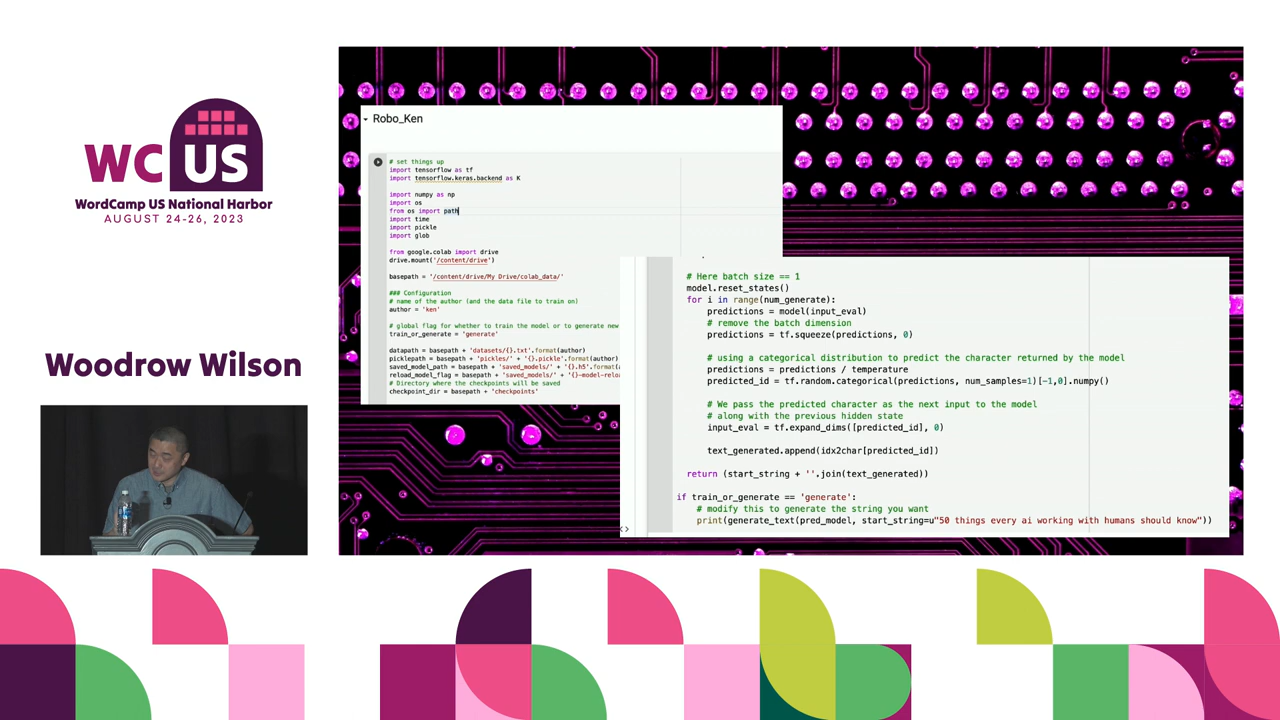 WC US
WordCamp US National Harbor
AUGUST 24-26, 2023
Woodrow Wilson
Robo_Ken
# set things up
import tensorflow as tf
import tensorflow.keras.backend as K
import numpy as np
import os
from os import path
import time
import pickle
import glob
from google.colab import drive
drive.mount('/content/drive')
basepath = '/content/drive/My Drive/colab_data/'
### Configuration
# name of the author (and the data file to train on)
author = 'ken'
# global flag for whether to train the model or to generate new
train_or_generate = 'generate'
datapath = basepath + 'datasets/{}.txt'.format(author)
picklepath = basepath + 'pickles/' + '{}.pickle'.format(author)
saved_model_path = basepath + 'saved_models/' + '{}.h5'.format(a
reload_model_flag = basepath + 'saved_models/' + '{}-model-relo
# Directory where the checkpoints will be saved
checkpoint_dir = basepath + 'checkpoints'
# Here batch size == 1
model.reset_states()
for i in range(num_generate):
predictions = model(input_eval)
# remove the batch dimension
predictions = tf.squeeze(predictions, 0)
# using a categorical distribution to predict the character returned by the model
predictions = predictions / temperature
predicted_id = tf.random.categorical(predictions, num_samples=1)[-1,0].numpy()
# We pass the predicted character as the next input to the model
# along with the previous hidden state
input_eval = tf.expand_dims([predicted_id], 0)
text_generated.append(idx2char[predicted_id])
return (start_string + ''.join(text_generated))
if train_or_generate == 'generate':
# modify this to generate the string you want
print(generate_text(pred_model, start_string=u"50 things every ai working with humans should know"))